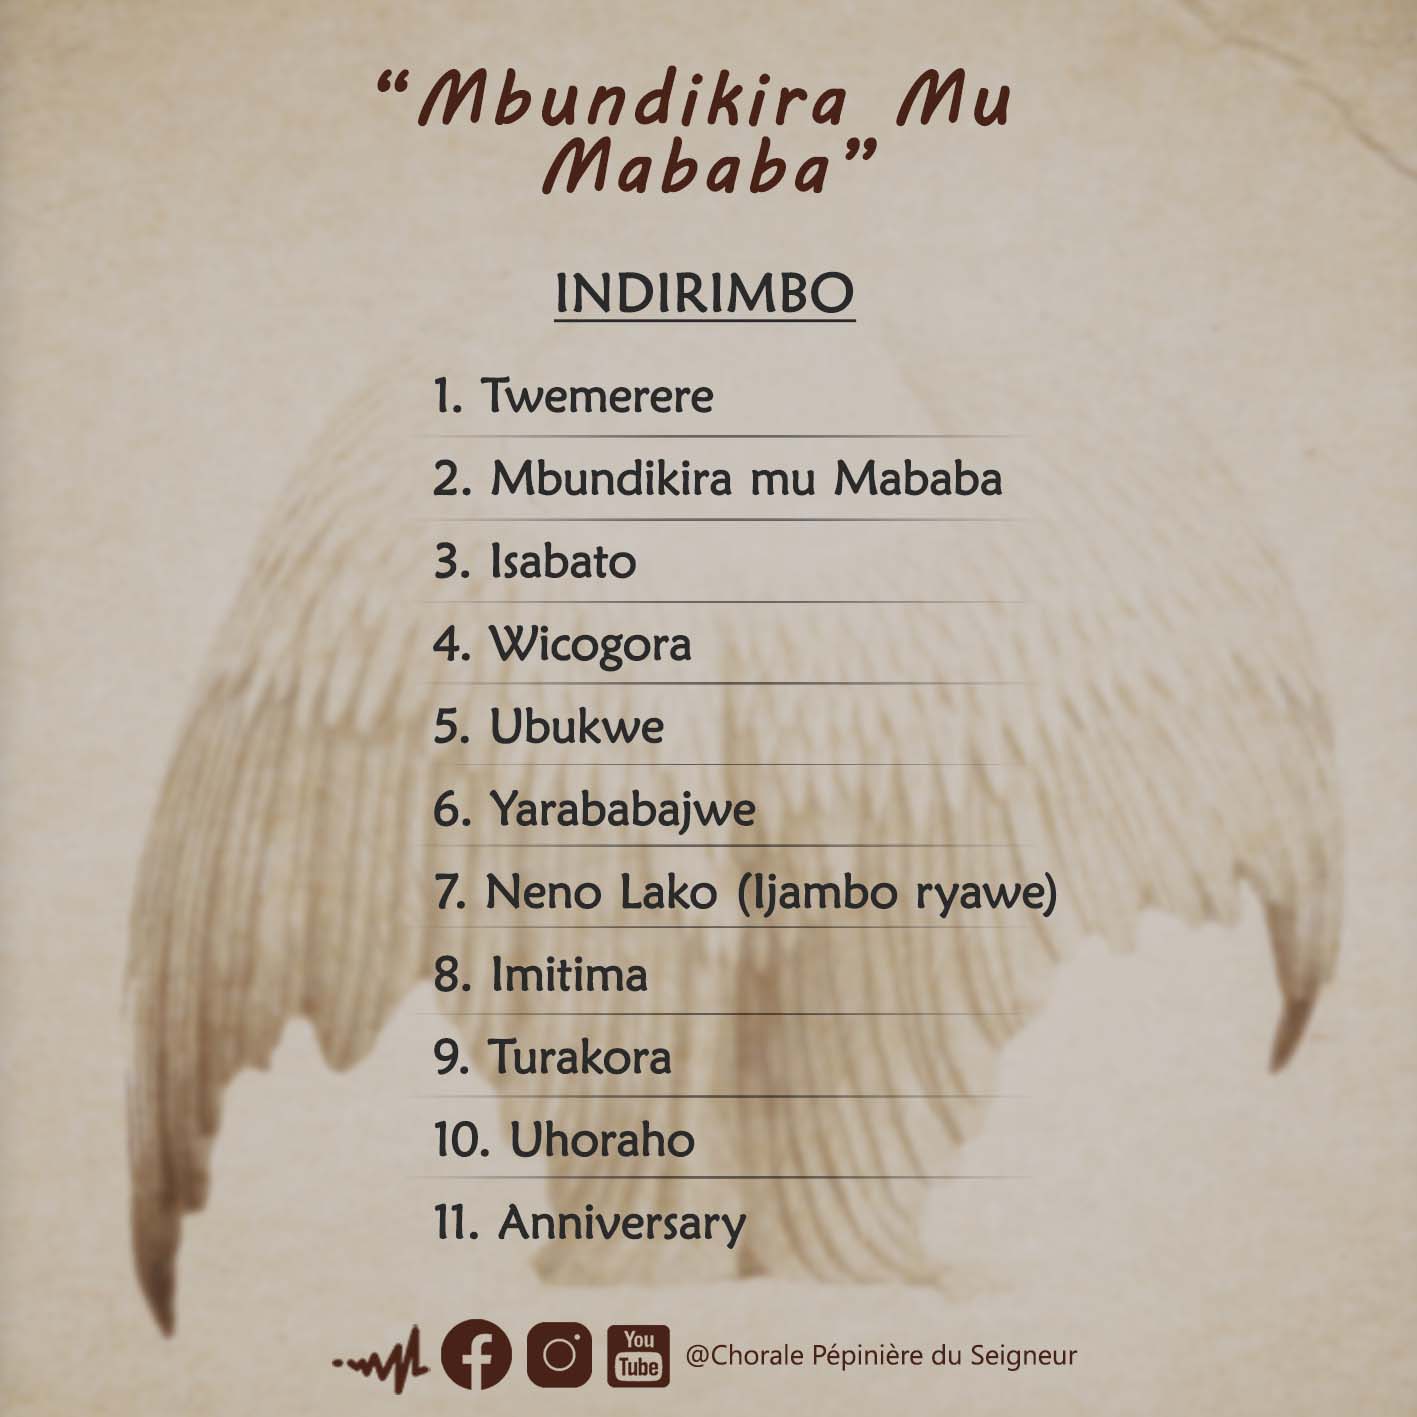 “Mbundikira Mu
Mababa”
INDIRIMBO
1. Twemerere
2. Mbundikira mu Mababa
3. Isabato
4. Wicogora
5. Ubukwe
6. Yarababajwe
7. Neno Lako (Ijambo ryawe)
8. Imitima
9. Turakora
10. Uhoraho
11. Anniversary
You
Tube
@Chorale Pépinière du Seigneur